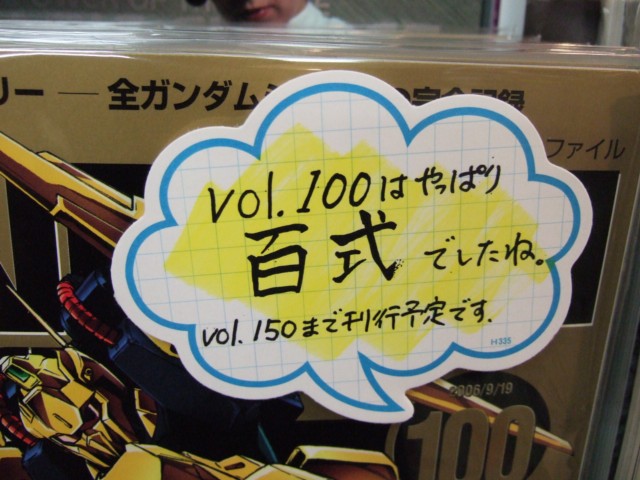 リー ― 全ガンダム
録
ファイル
vol.100はやっぱり
百式でしたね。
vol.150まで刊行予定です.
H335
2006/9/19
100